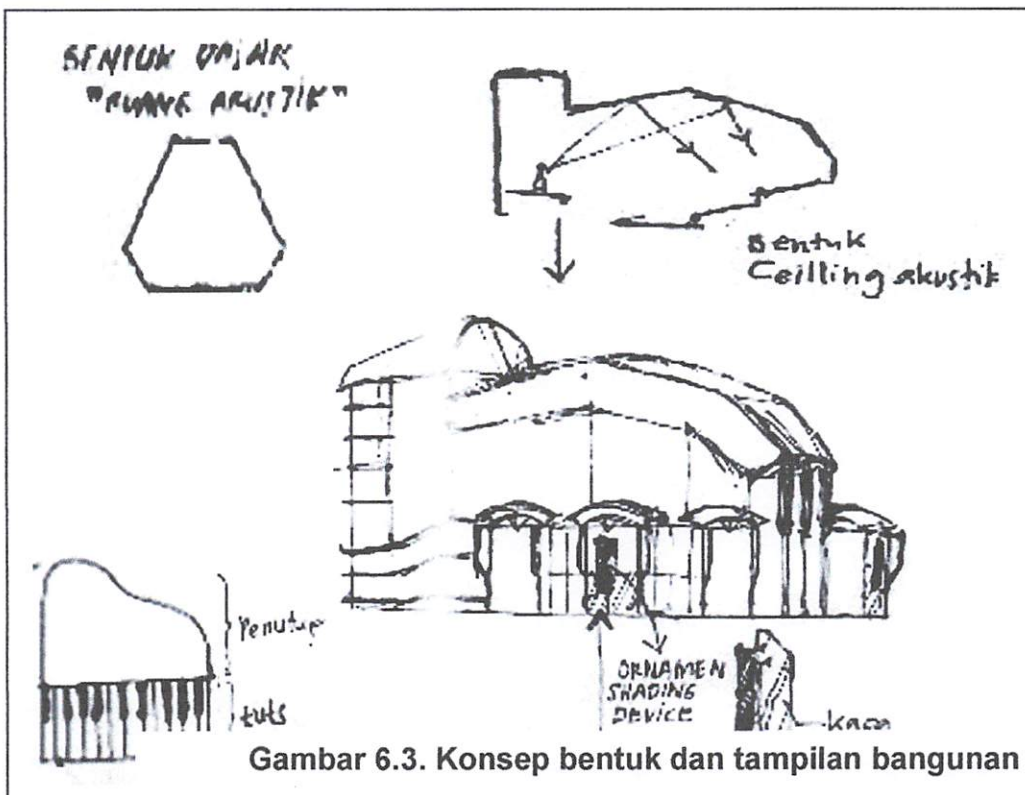 BENTUK DASAR
"RUANG AKUSTIK"
Bentuk
Ceilling akustik
Penutup
tuts
ORNAMEN
SHADING
DEVICE
kaca
Gambar 6.3. Konsep bentuk dan tampilan bangunan